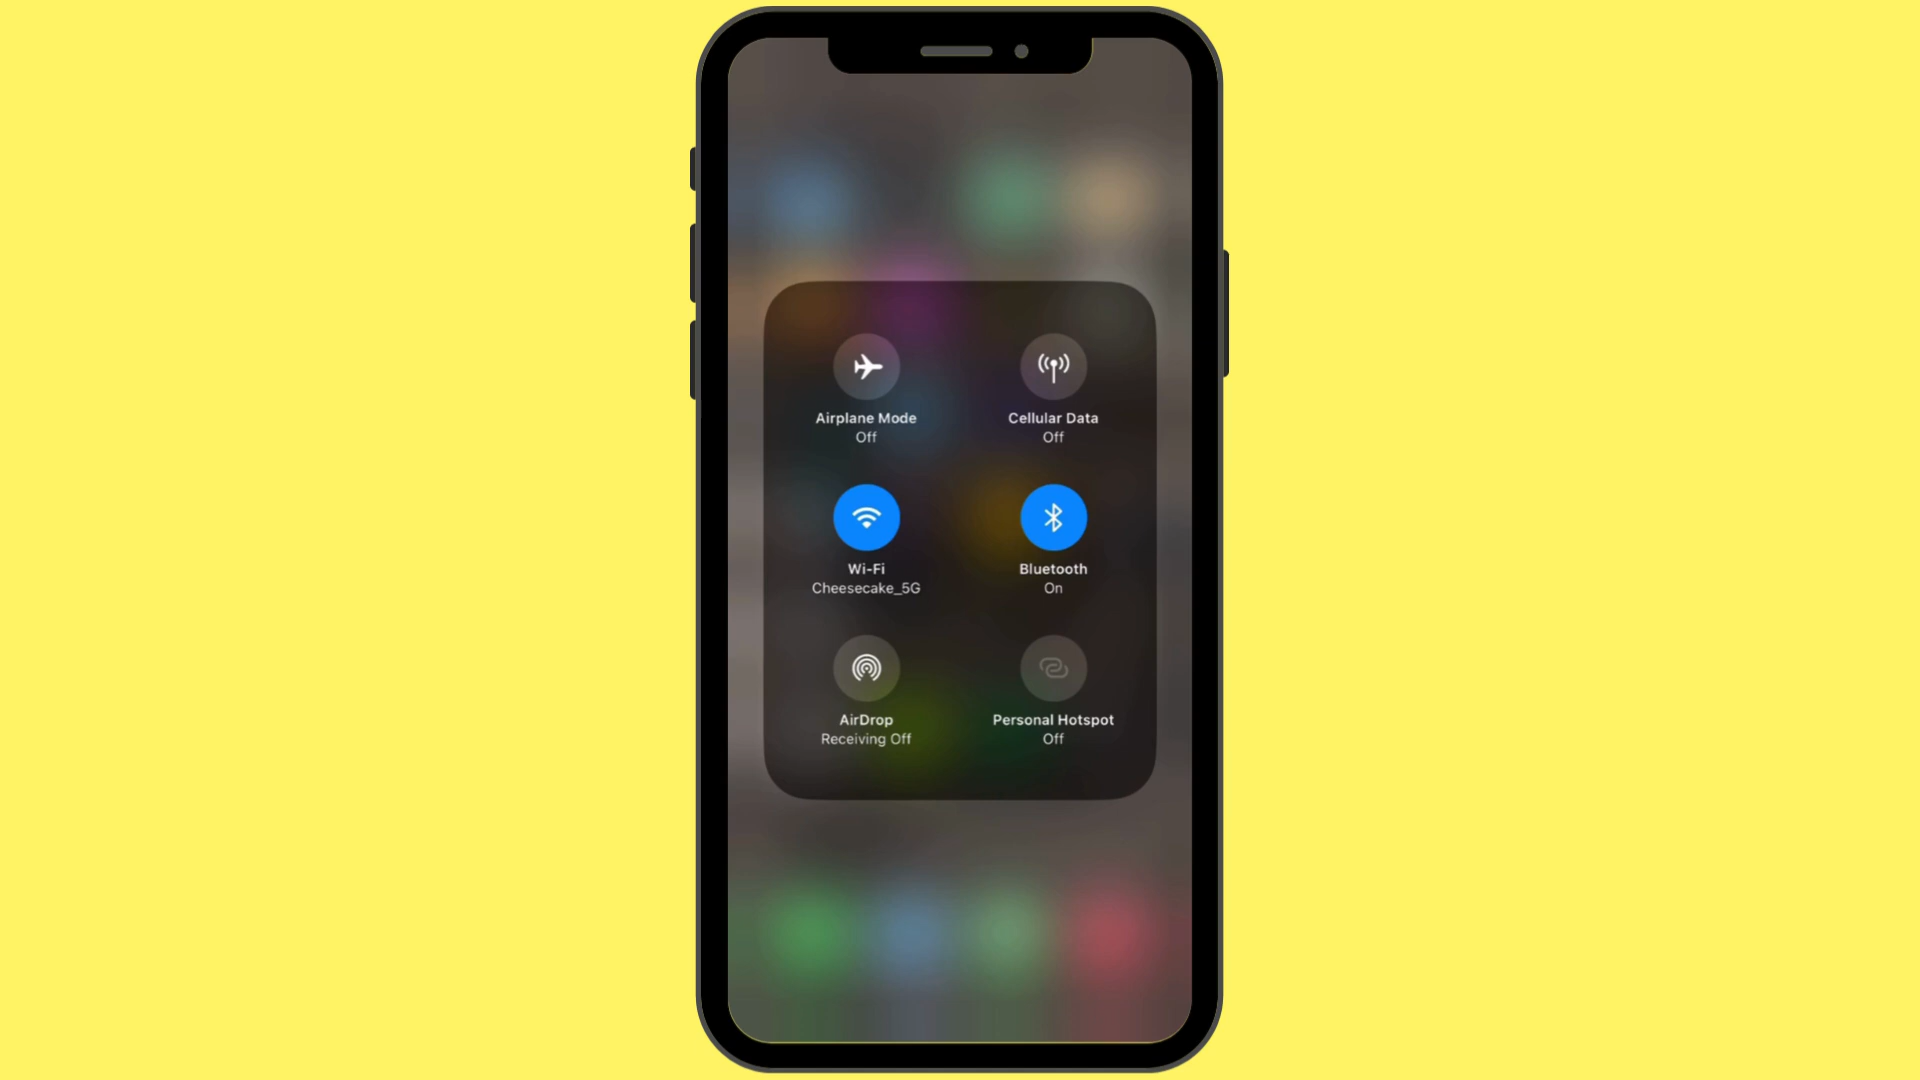 Airplane Mode
Off
Cellular Data
Off
Wi-Fi
Cheesecake_5G
Bluetooth
On
AirDrop
Receiving Off
Personal Hotspot
Off